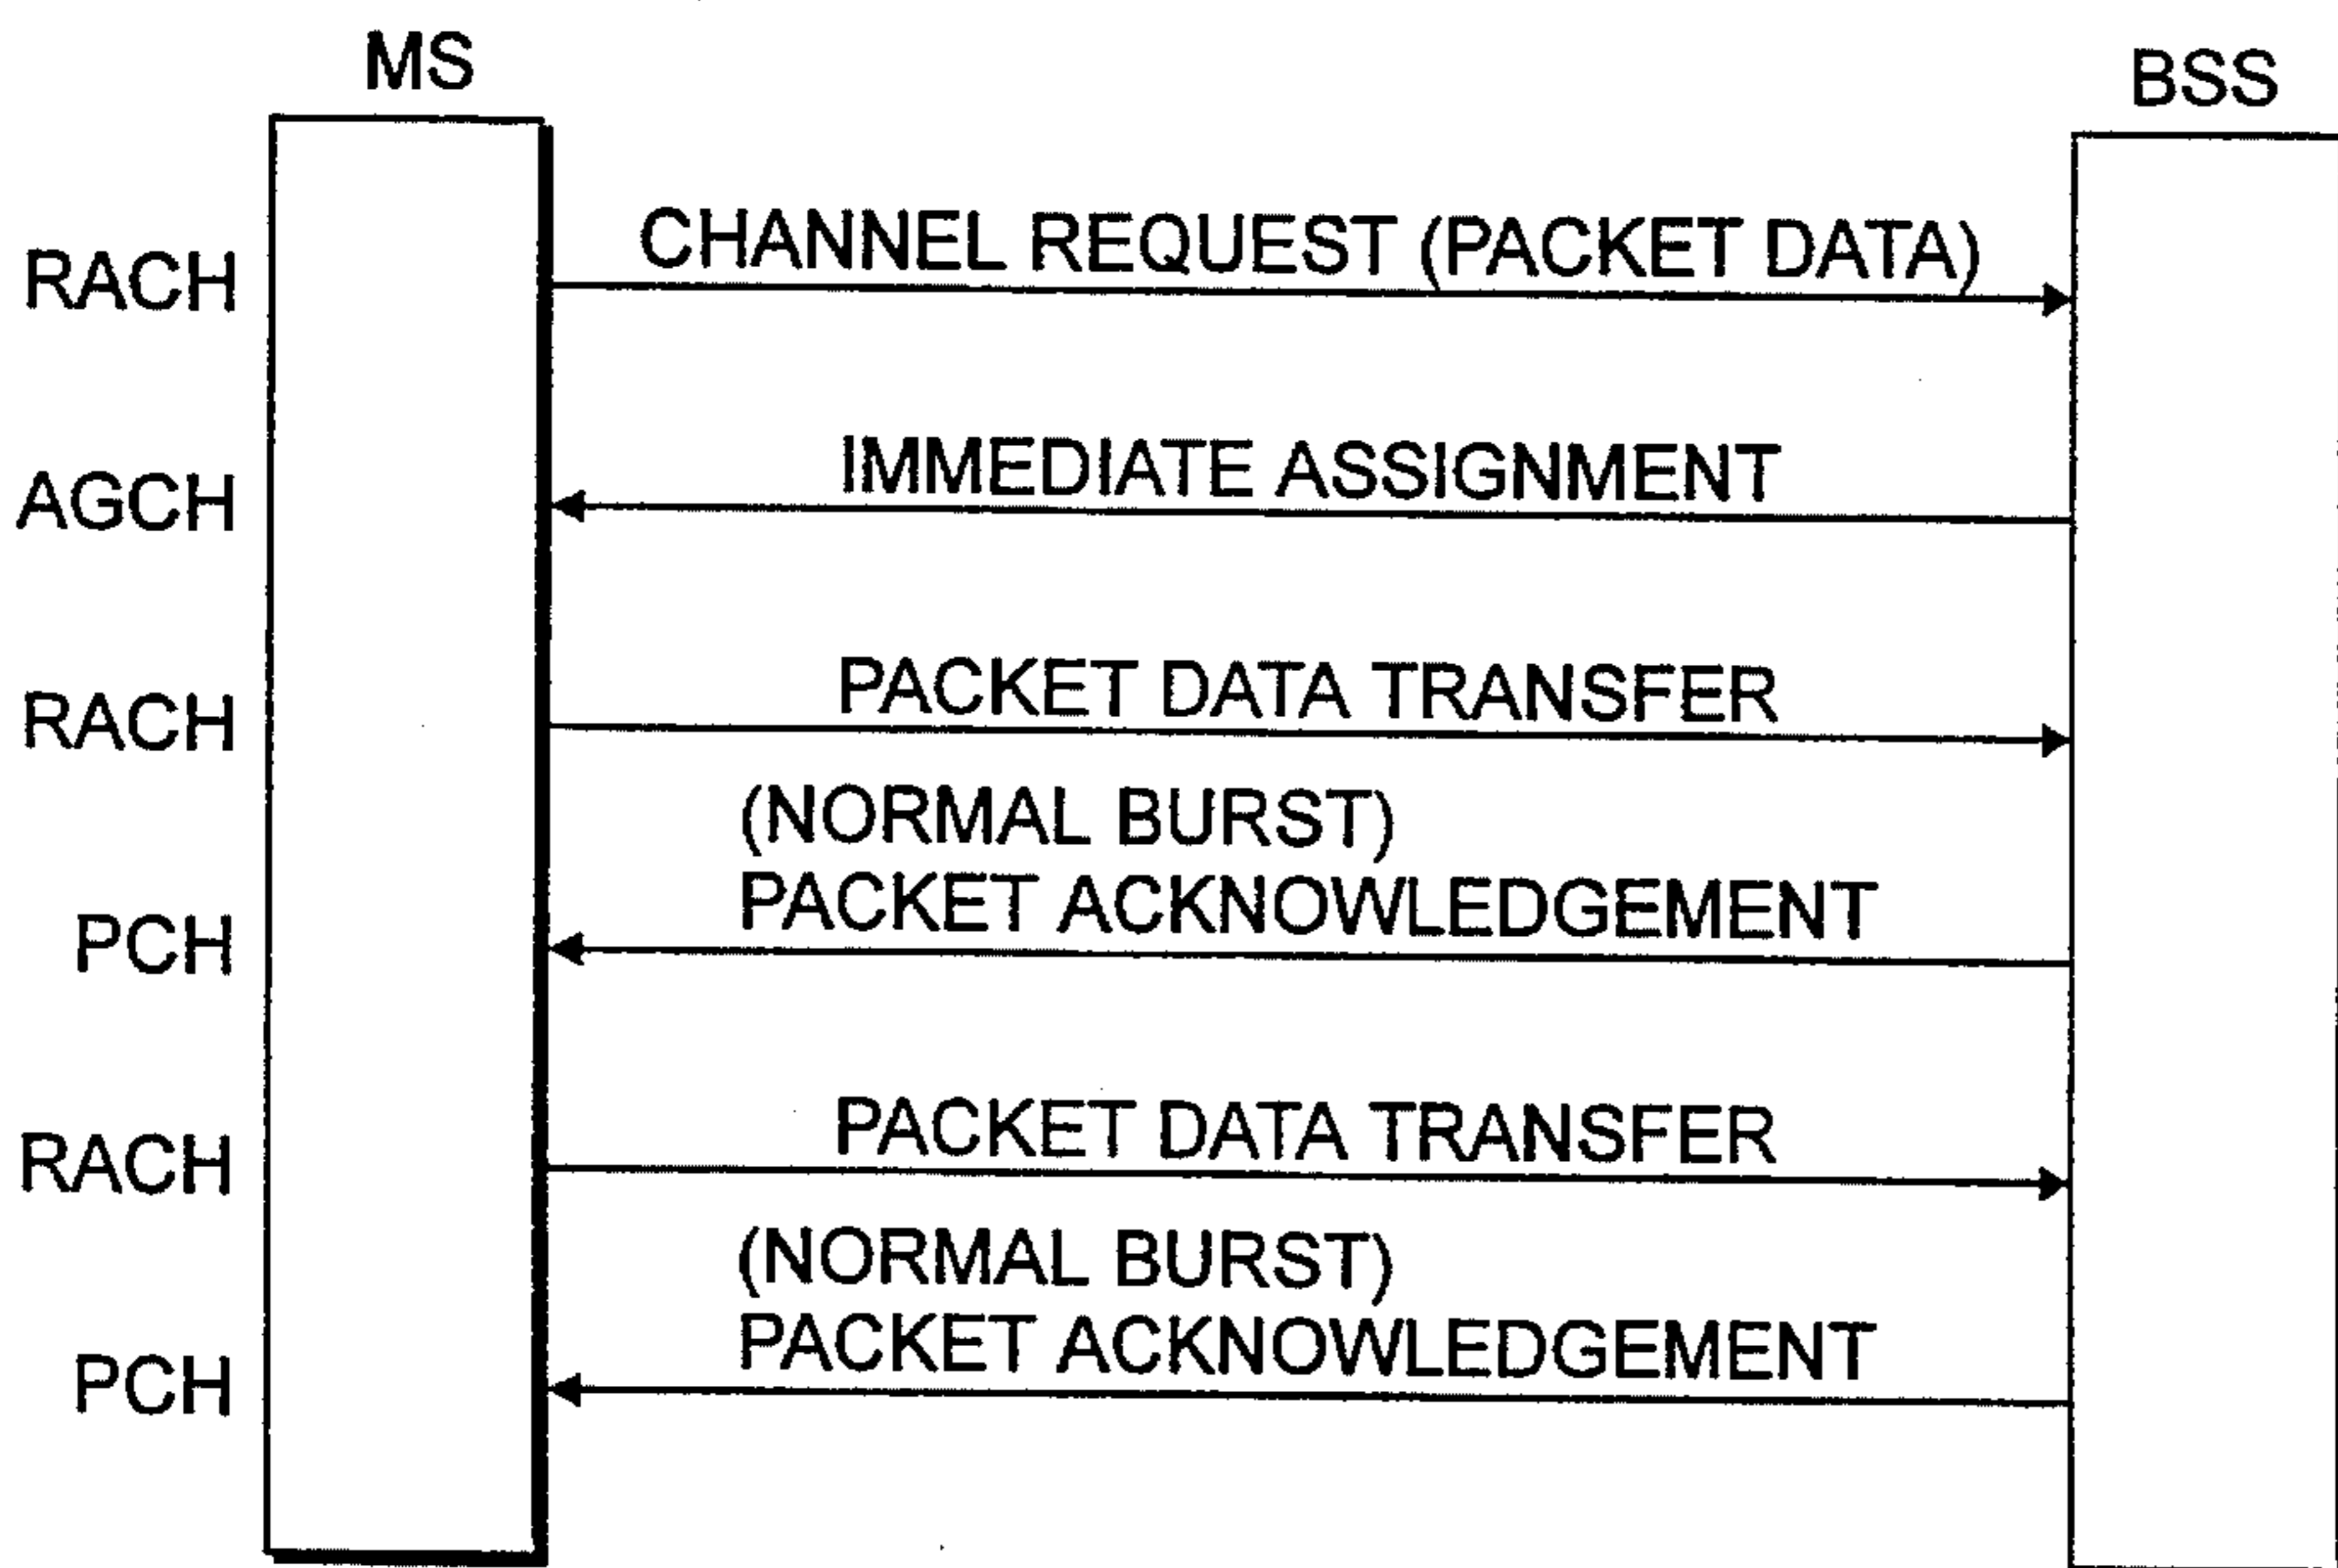 MS
BSS
RACH
CHANNEL REQUEST (PACKET DATA)
AGCH
IMMEDIATE ASSIGNMENT
RACH
PACKET DATA TRANSFER
(NORMAL BURST)
PCH
PACKET ACKNOWLEDGEMENT
RACH
PACKET DATA TRANSFER
(NORMAL BURST)
PCH
PACKET ACKNOWLEDGEMENT